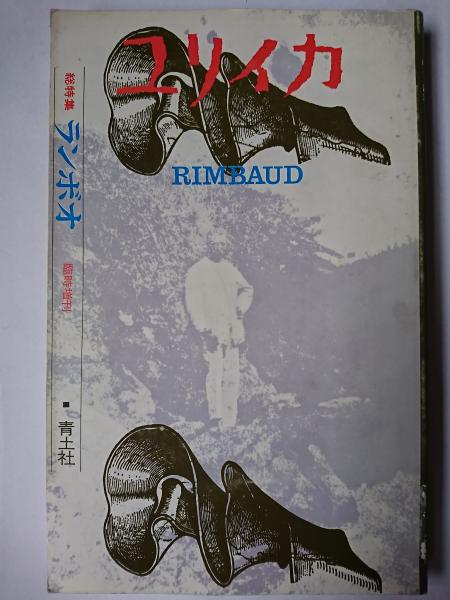 ユリイカ
RIMBAUD
総特集
ランボオ
臨時増刊
■青土社